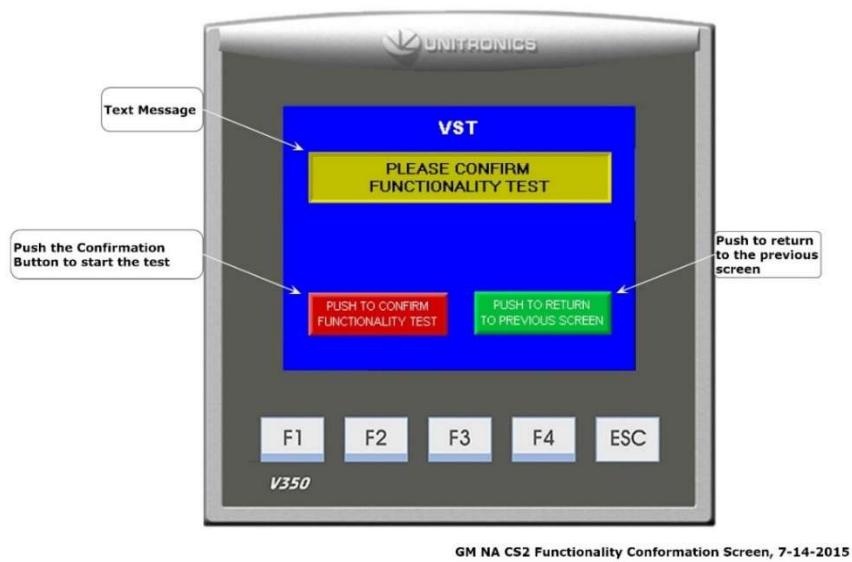 UNITRONICS
Text Message
VST
PLEASE CONFIRM
FUNCTIONALITY TEST
Push the Confirmation
Button to start the test
Push to return
to the previous
screen
PUSH TO CONFIRM
FUNCTIONALITY TEST
PUSH TO RETURN
TO PREVIOUS SCREEN
F1
F2
F3
F4
ESC
V350
GM NA CS2 Functionality Conformation Screen, 7-14-2015